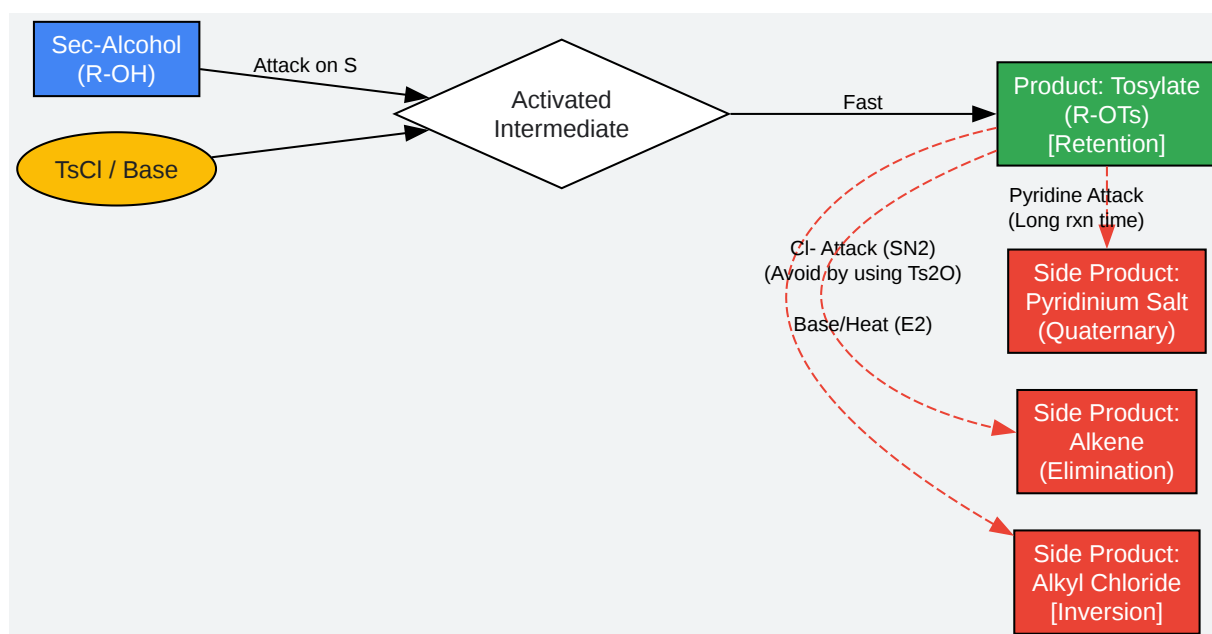 Sec-Alcohol
(R-OH)
Attack on S
TsCl / Base
Activated
Intermediate
Fast
Product: Tosylate
(R-OTs)
[Retention]
Pyridine Attack
(Long rxn time)
Cl- Attack (SN2)
(Avoid by using Ts2O)
Base/Heat (E2)
Side Product:
Pyridinium Salt
(Quaternary)
Side Product:
Alkene
(Elimination)
Side Product:
Alkyl Chloride
[Inversion]